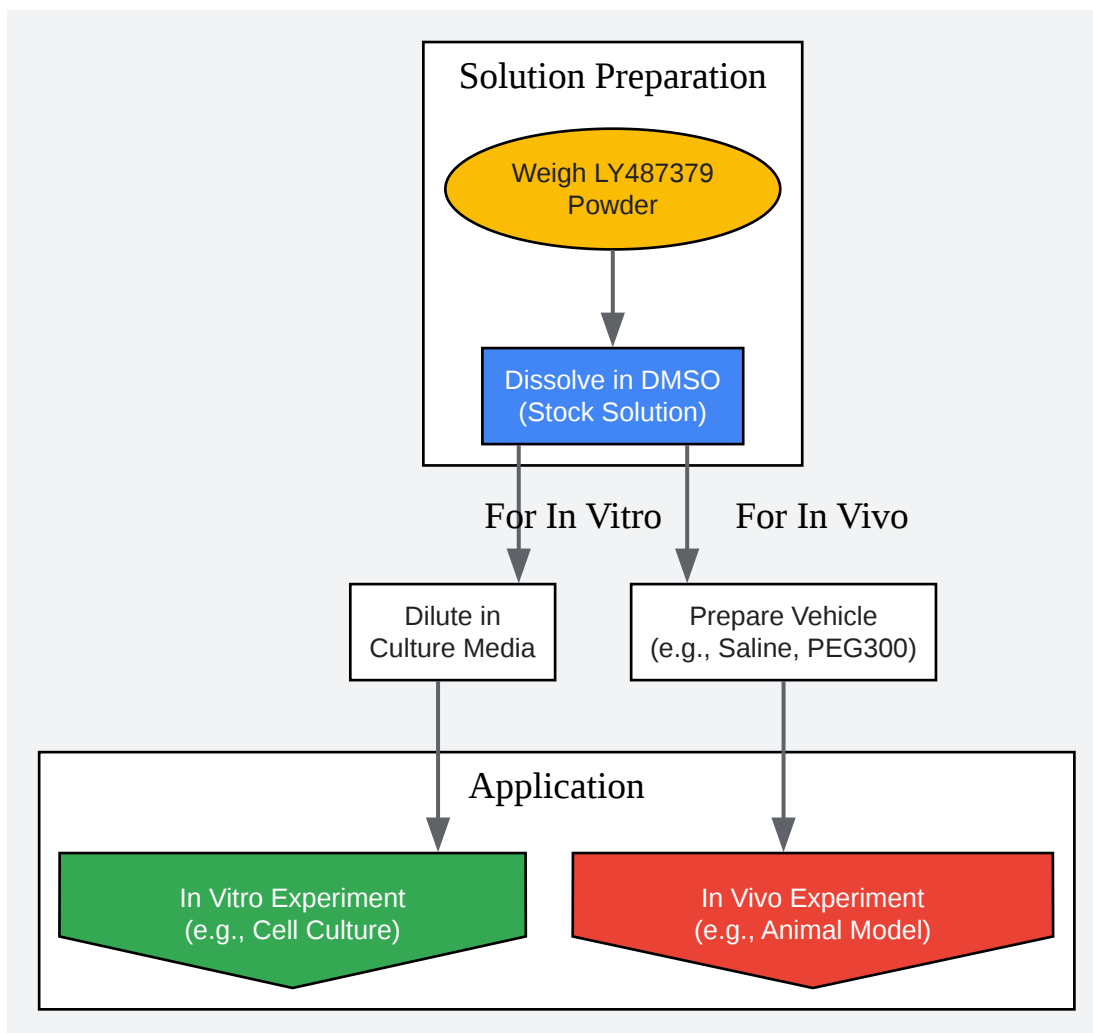 Solution Preparation
Weigh LY487379
Powder
Dissolve in DMSO
(Stock Solution)
For In Vitro
For In Vivo
Dilute in
Culture Media
Prepare Vehicle
(e.g., Saline, PEG300)
Application
In Vitro Experiment
(e.g., Cell Culture)
In Vivo Experiment
(e.g., Animal Model)